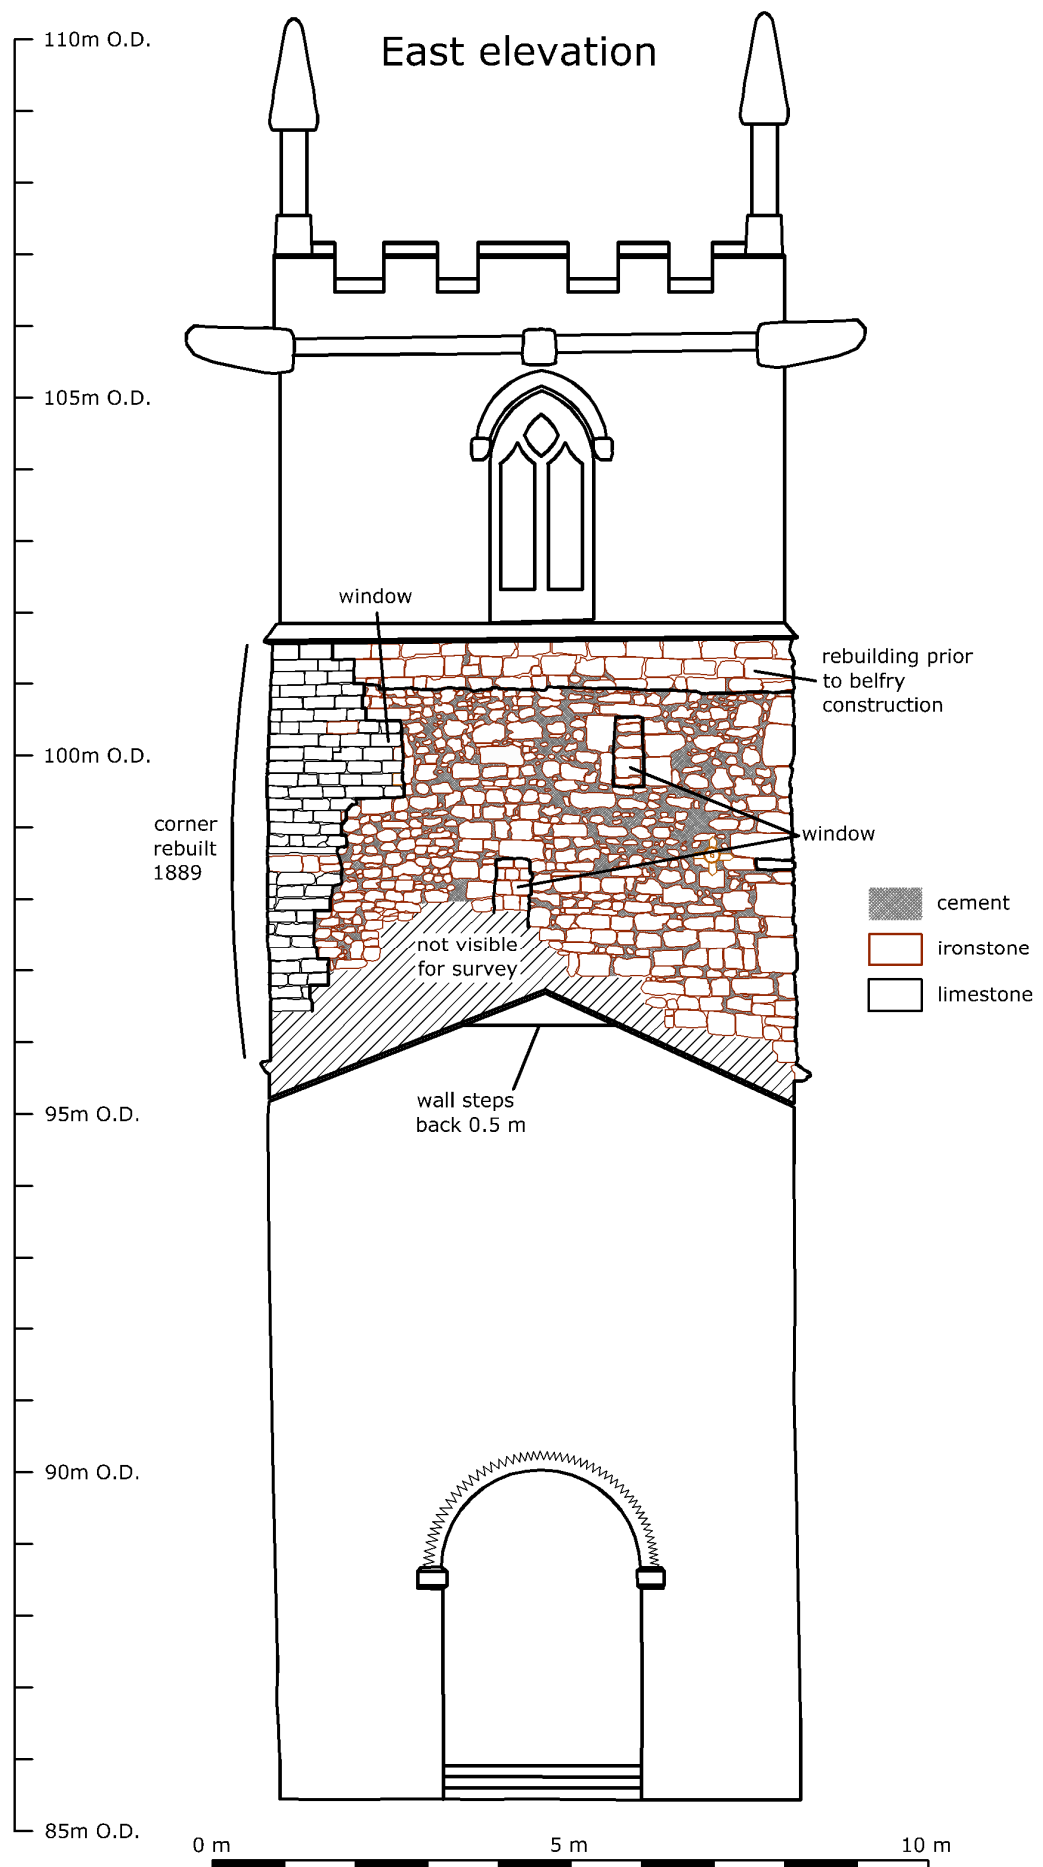 110m O.D.
East elevation
105m O.D.
window
rebuilding prior
to belfry
construction
100m O.D.
corner
rebuilt
1889
window
cement
not visible
for survey
ironstone
limestone
wall steps
back 0.5 m
95m O.D.
90m O.D.
85m O.D.
0 m
5 m
10 m